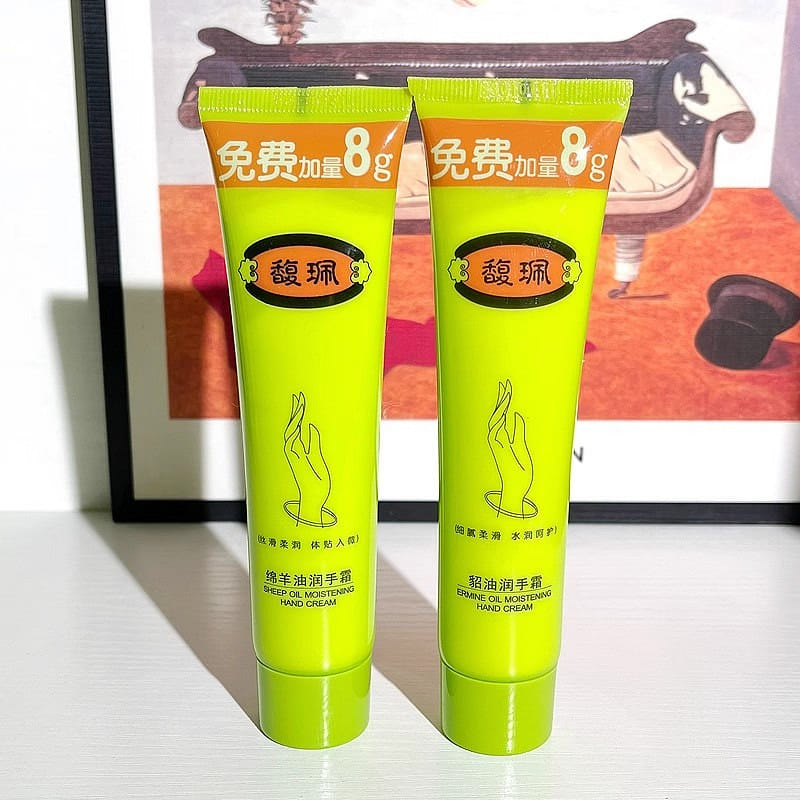 免费加量8g
馥珮
(丝滑柔润 体贴入微)
绵羊油润手霜
SHEEP OIL MOISTENING
HAND CREAM
免费加量8g
馥珮
(细腻柔滑 水润呵护)
貂油润手霜
ERMINE OIL MOISTENING
HAND CREAM
N